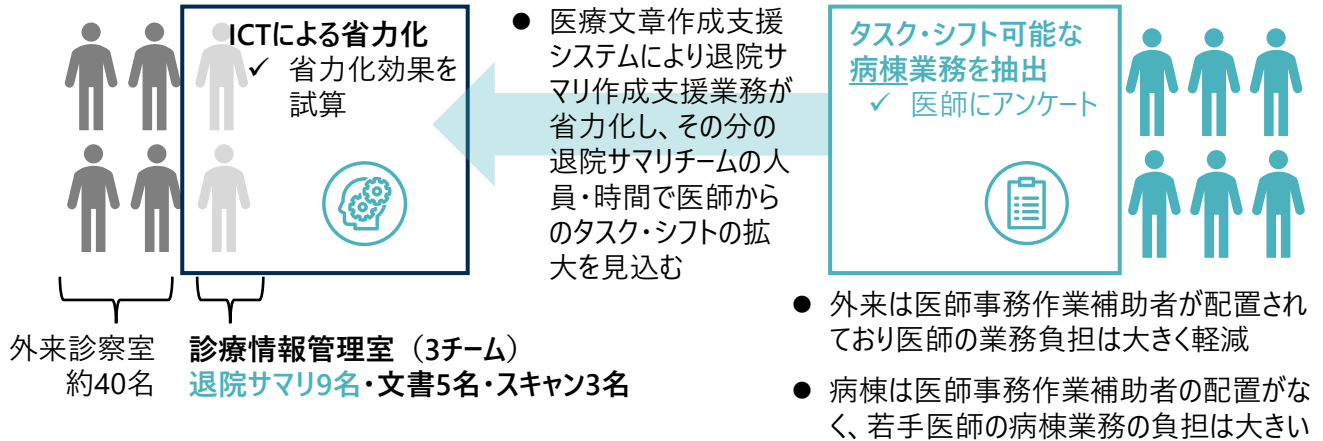 ICTによる省力化
✓ 省力化効果を
試算
● 医療文章作成支援
システムにより退院サ
マリ作成支援業務が
省力化し、その分の
退院サマリチームの人
員・時間で医師から
のタスク・シフトの拡
大を見込む
タスク・シフト可能な
病棟業務を抽出
✓ 医師にアンケート
外来診察室
約40名
診療情報管理室（3チーム）
退院サマリ9名・文書5名・スキャン3名
● 外来は医師事務作業補助者が配置され
ており医師の業務負担は大きく軽減
● 病棟は医師事務作業補助者の配置がな
く、若手医師の病棟業務の負担は大きい